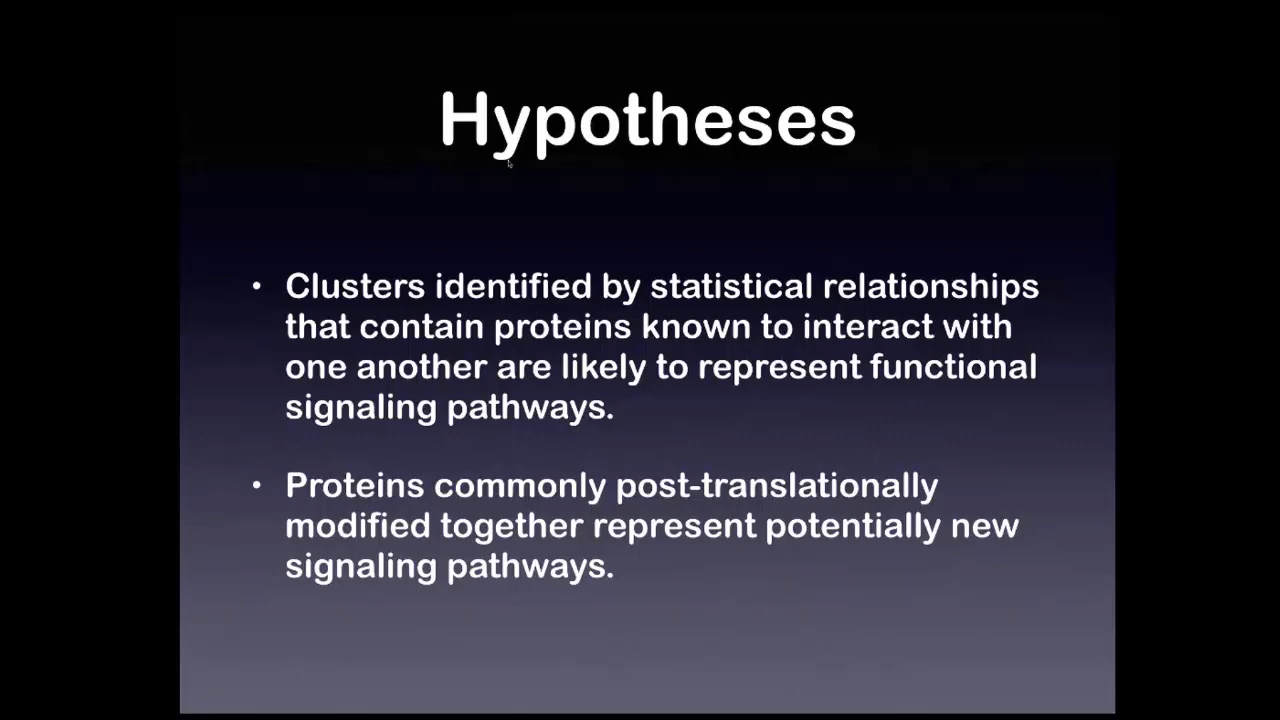 Hypotheses
• Clusters identified by statistical relationships
that contain proteins known to interact with
one another are likely to represent functional
signaling pathways.
• Proteins commonly post-translationally
modified together represent potentially new
signaling pathways.